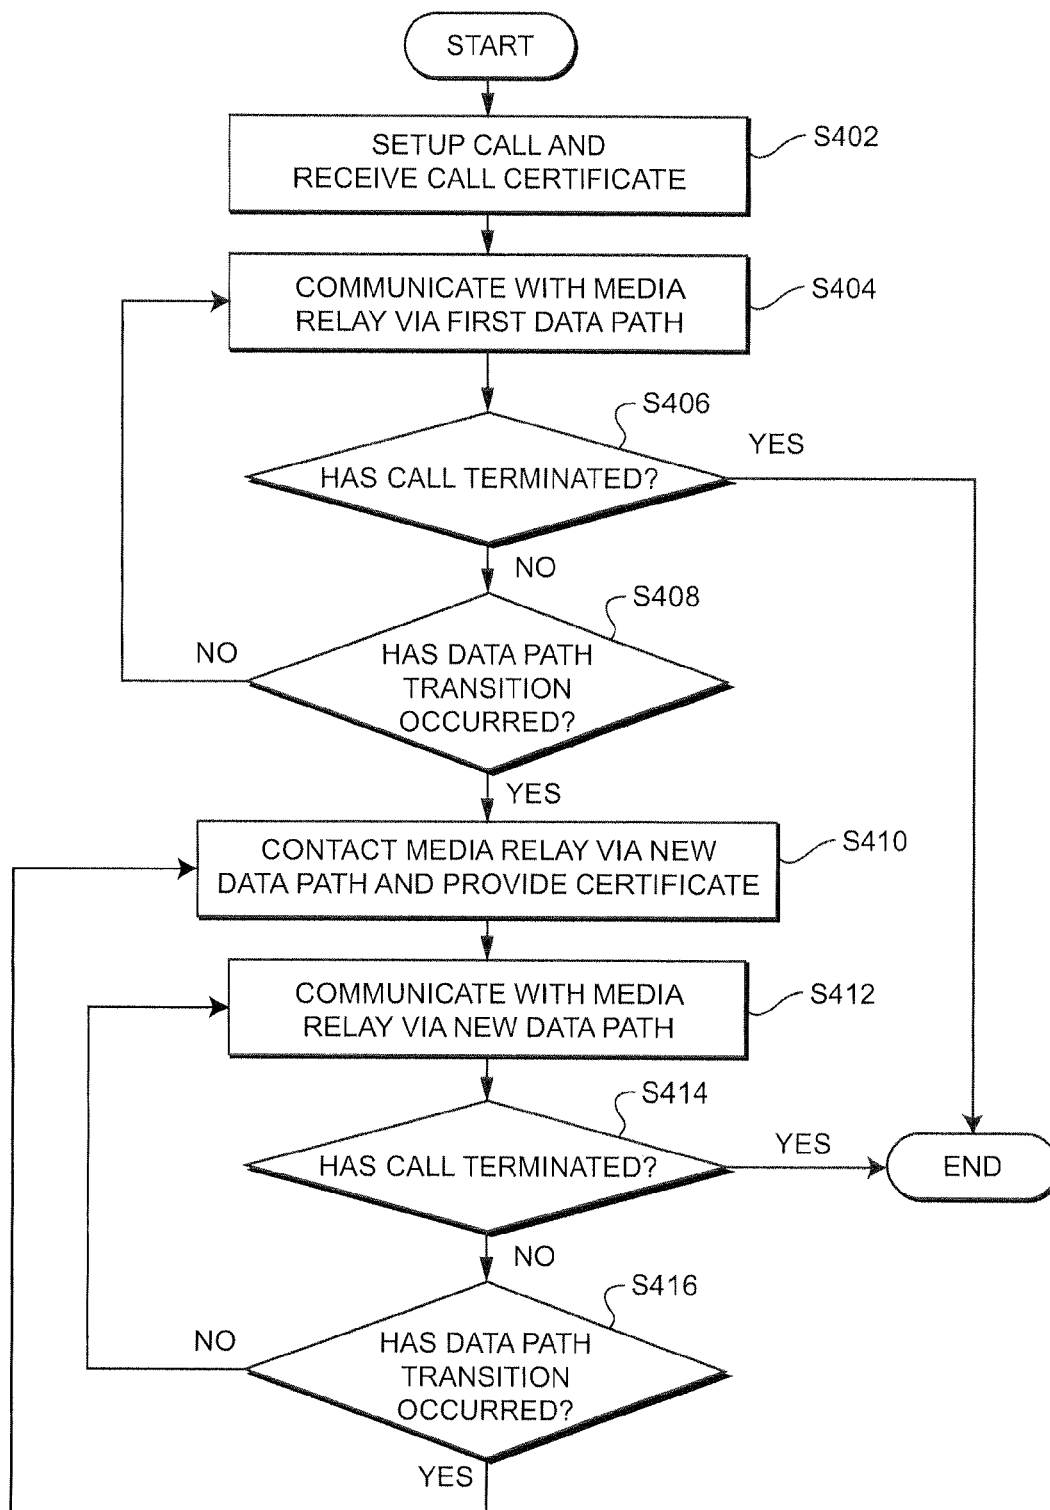 START
SETUP CALL AND
RECEIVE CALL CERTIFICATE
S402
COMMUNICATE WITH MEDIA
RELAY VIA FIRST DATA PATH
S404
S406
HAS CALL TERMINATED?
YES
NO
S408
HAS DATA PATH
TRANSITION
OCCURRED?
NO
YES
CONTACT MEDIA RELAY VIA NEW
DATA PATH AND PROVIDE CERTIFICATE
S410
COMMUNICATE WITH MEDIA
RELAY VIA NEW DATA PATH
S412
S414
HAS CALL TERMINATED?
YES
END
NO
S416
HAS DATA PATH
TRANSITION
OCCURRED?
NO
YES